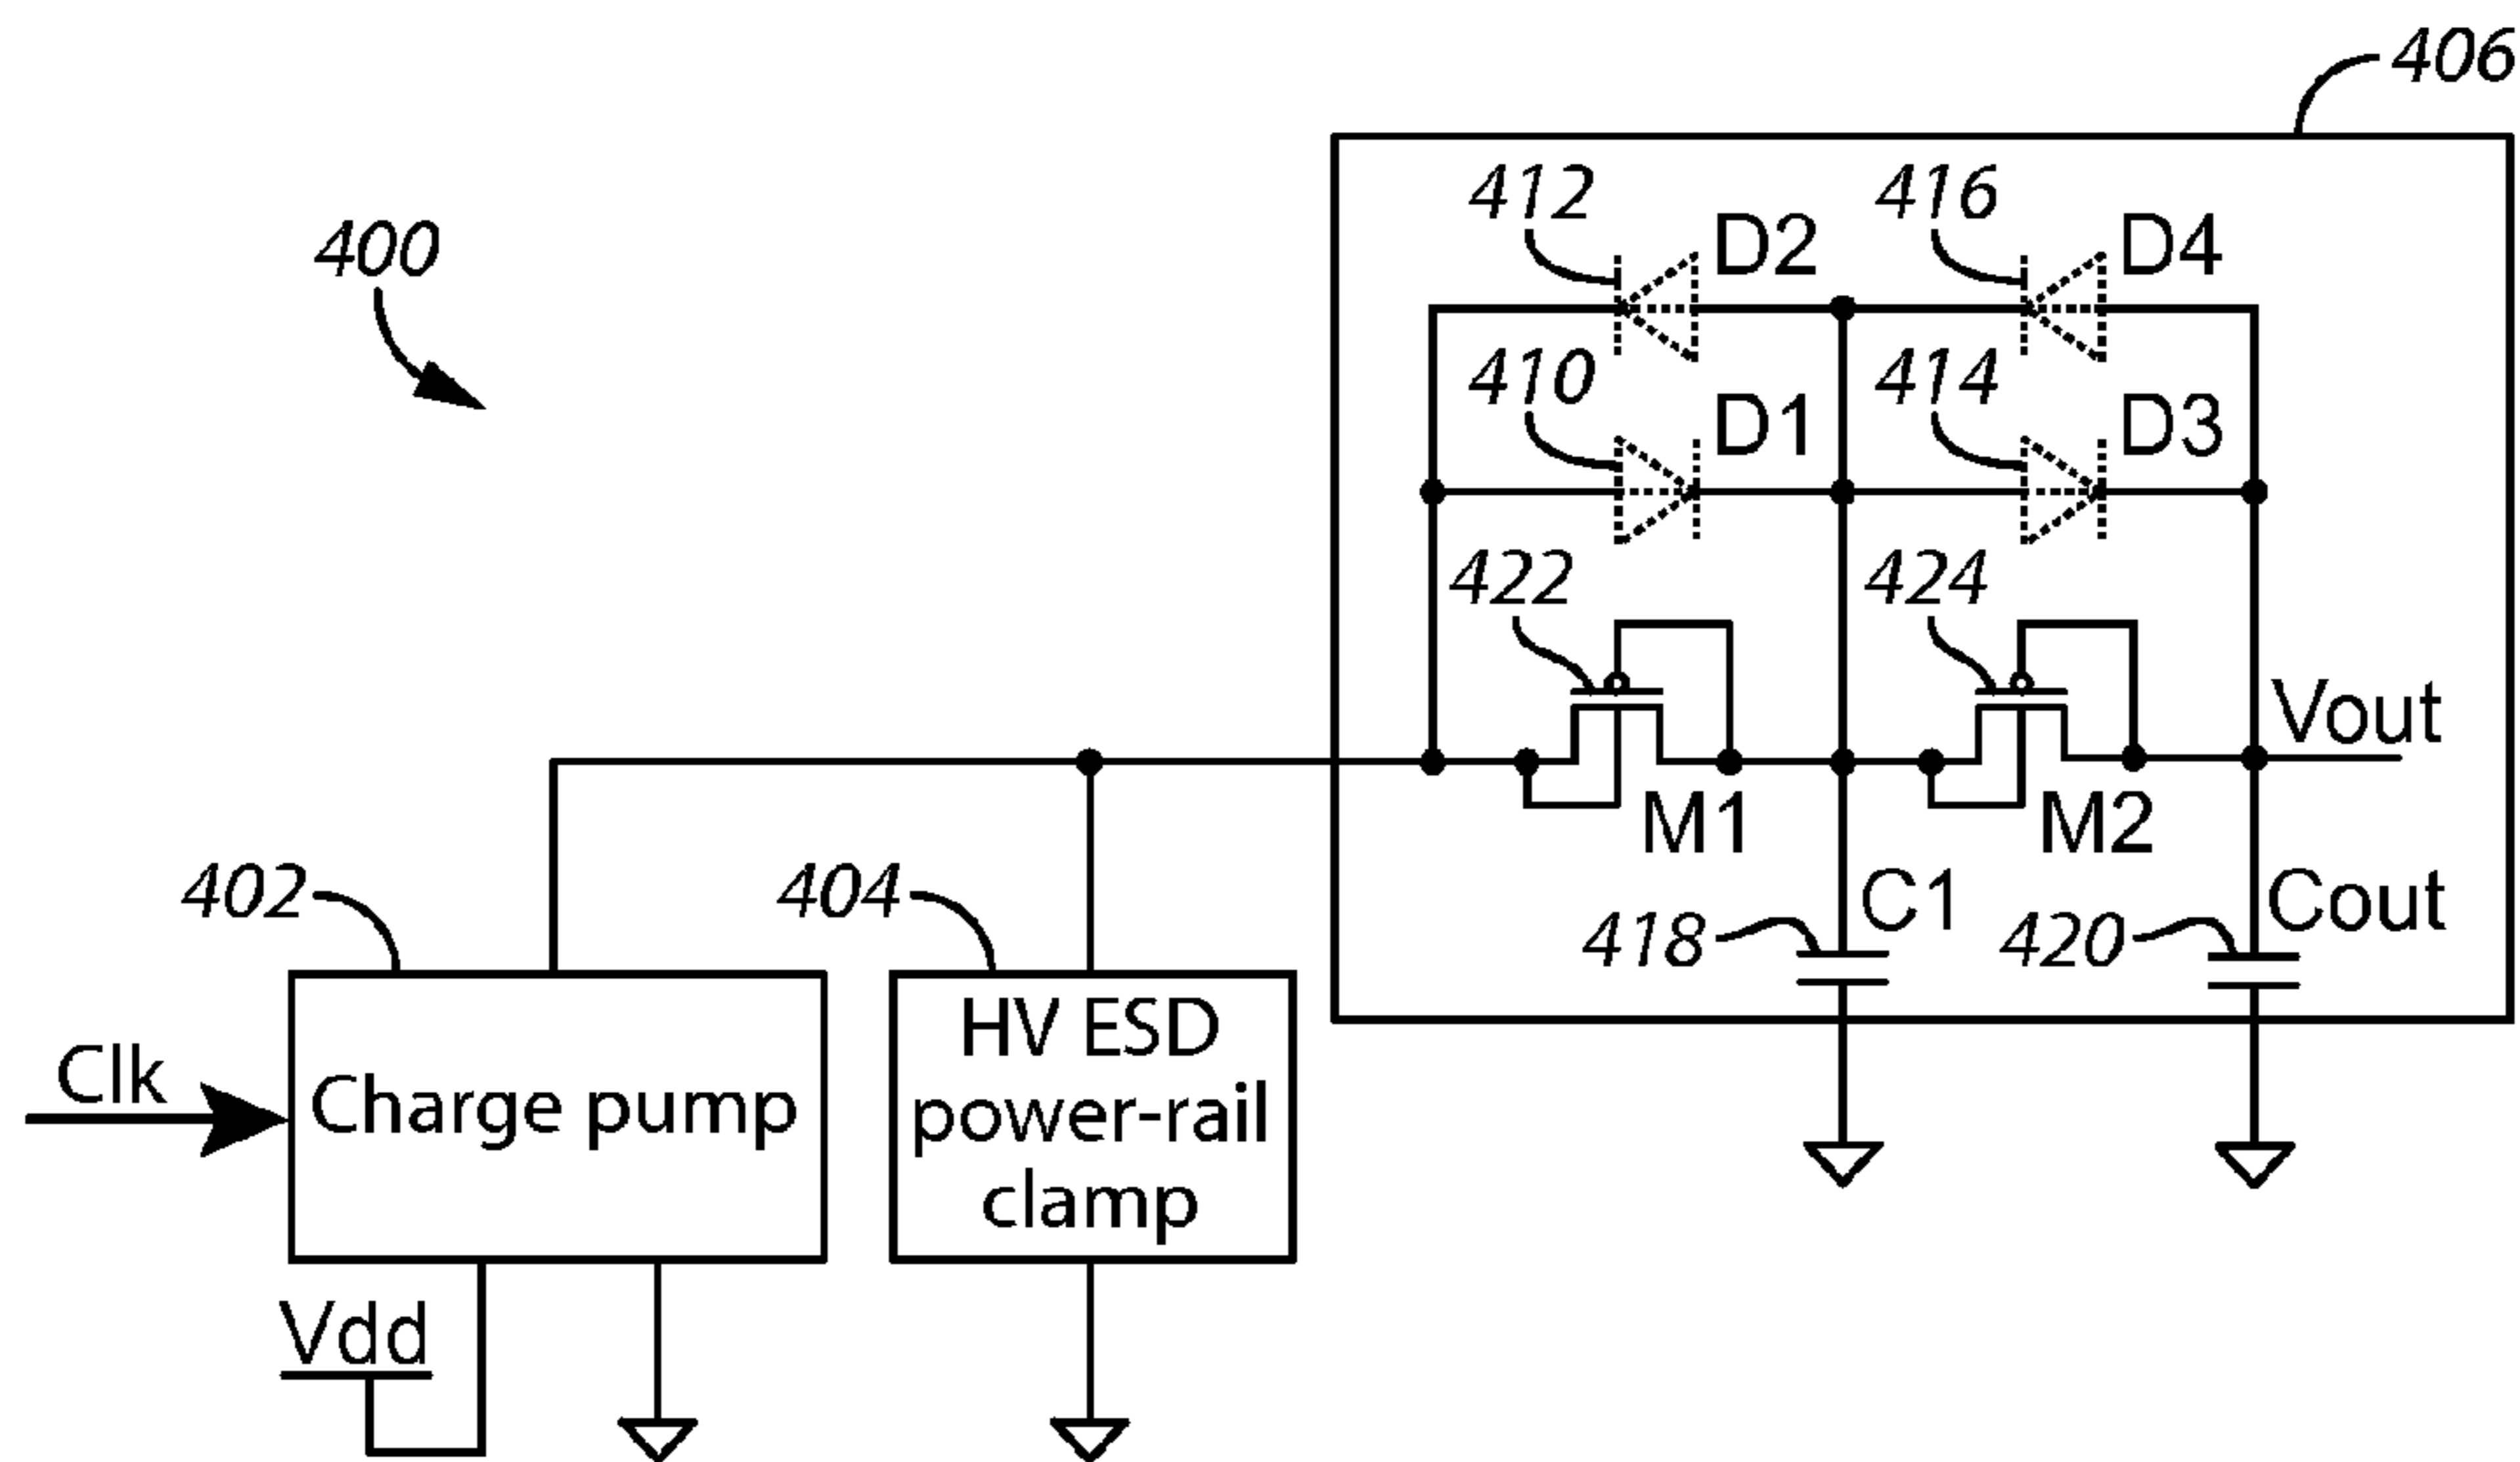 406
412
D2
416
D4
400
410
D1
414
D3
422
424
Vout
M1
M2
402
404
C1
Cout
418
420
Clk
Charge pump
HV ESD
power-rail
clamp
Vdd